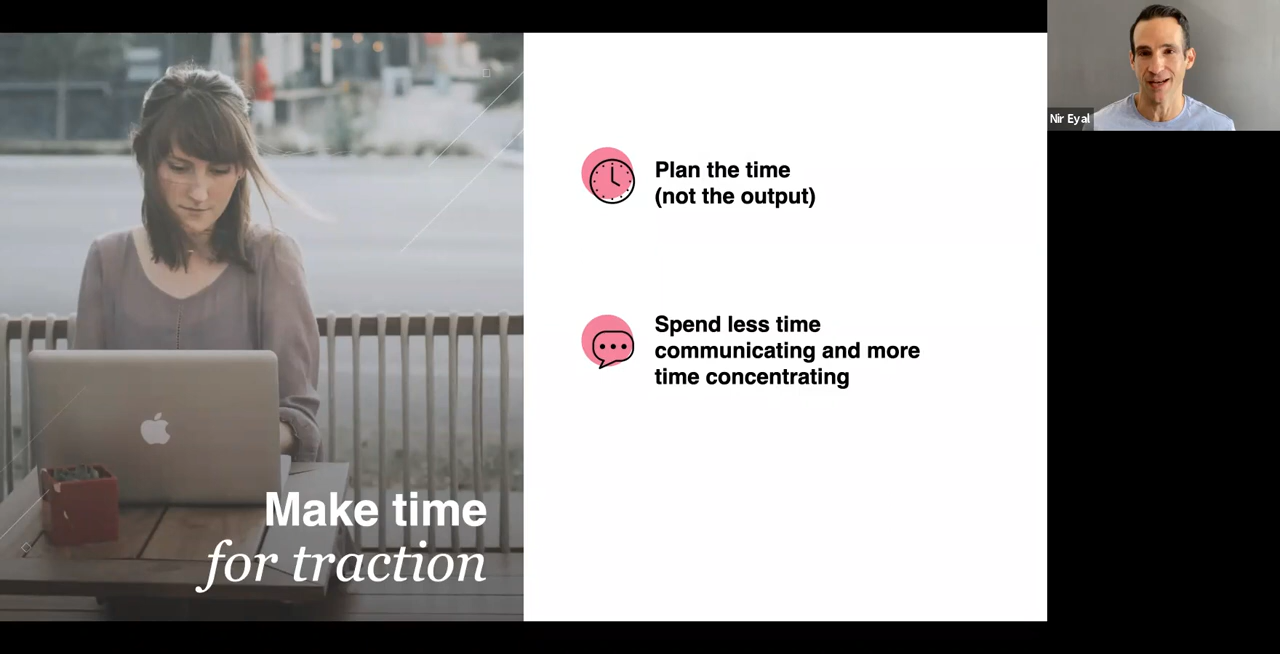 Make time
for traction
Plan the time
(not the output)
Spend less time
communicating and more
time concentrating
Nir Eyal